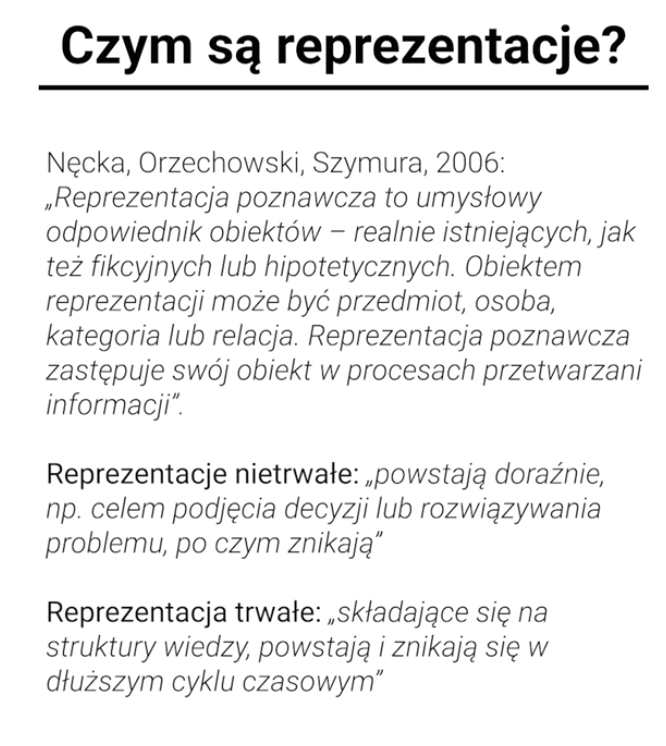 Czym są reprezentacje?
Nęcka, Orzechowski, Szymura, 2006:
„Reprezentacja poznawcza to umysłowy
odpowiednik obiektów – realnie istniejących, jak
też fikcyjnych lub hipotetycznych. Obiektem
reprezentacji może być przedmiot, osoba,
kategoria lub relacja. Reprezentacja poznawcza
zastępuje swój obiekt w procesach przetwarzani
informacji”.
Reprezentacje nietrwałe: „powstają doraźnie,
np. celem podjęcia decyzji lub rozwiązywania
problemu, po czym znikają”
Reprezentacja trwałe: „składające się na
struktury wiedzy, powstają i znikają się w
dłuższym cyklu czasowym”